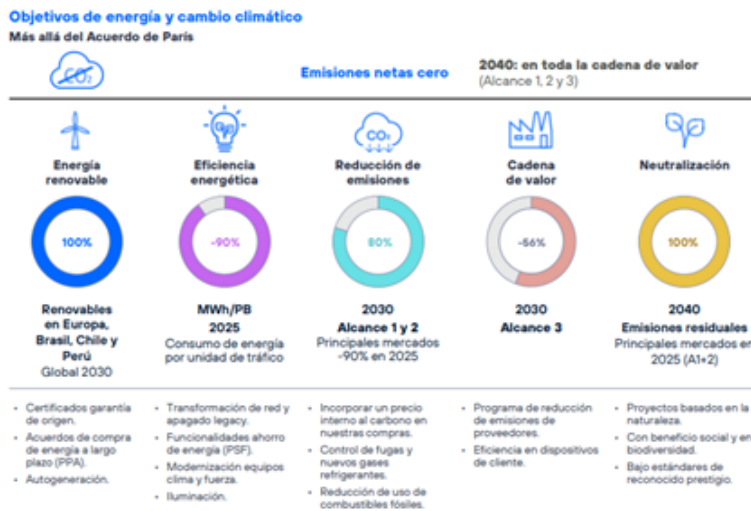 Objetivos de energía y cambio climático
Más allá del Acuerdo de París
CO₂
Emisiones netas cero
2040: en toda la cadena de valor
(Alcance 1, 2 y 3)
Energía
renovable
100%
Renovables
en Europa,
Brasil, Chile y
Perú
Global 2030
Eficiencia
energética
-90%
MWh/PB
2025
Consumo de energía
por unidad de tráfico
CO₂
Reducción de
emisiones
80%
2030
Alcance 1 y 2
Principales mercados
-90% en 2025
Cadena
de valor
-56%
2030
Alcance 3
Neutralización
100%
2040
Emisiones residuales
Principales mercados en
2025 (A1+2)
• Certificados garantía
de origen.
• Acuerdos de compra
de energía a largo
plazo (PPA).
• Autogeneración.
• Transformación de red y
apagado legacy.
• Funcionalidades ahorro
de energía (PSF).
• Modernización equipos
clima y fuerza.
• Iluminación.
• Incorporar un precio
interno al carbono en
nuestras compras.
• Control de fugas y
nuevos gases
refrigerantes.
• Reducción de uso de
combustibles fósiles.
• Programa de reducción
de emisiones de
proveedores.
• Eficiencia en dispositivos
de cliente.
• Proyectos basados en la
naturaleza.
• Con beneficio social y en
biodiversidad.
• Bajo estándares de
reconocido prestigio.